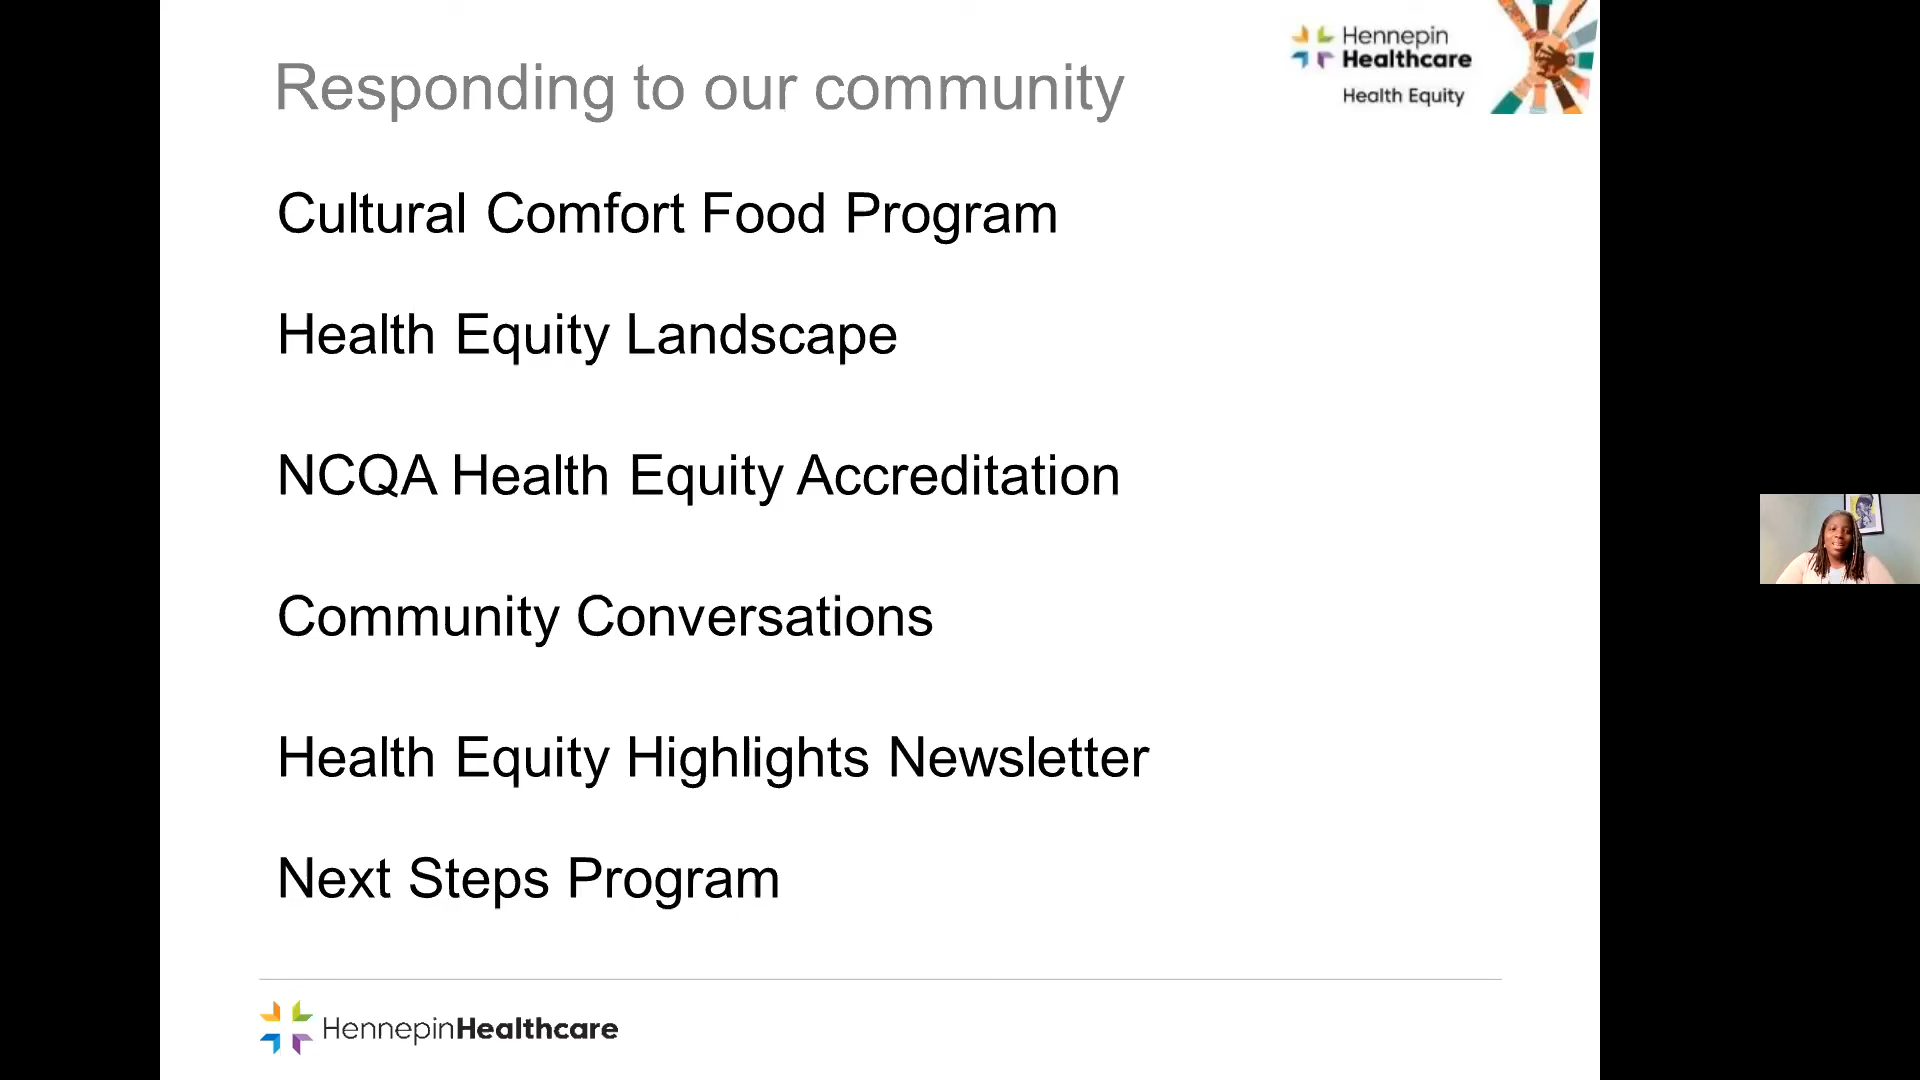 Responding to our community
Hennepin
Healthcare
Health Equity
Cultural Comfort Food Program
Health Equity Landscape
NCQA Health Equity Accreditation
Community Conversations
Health Equity Highlights Newsletter
Next Steps Program
HennepinHealthcare